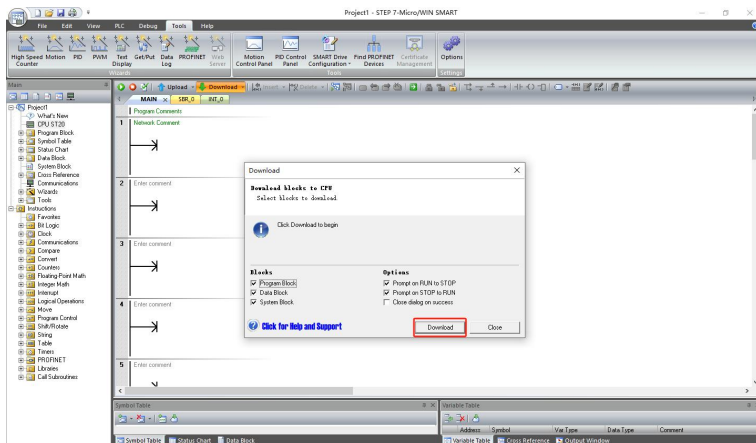 Project1 - STEP 7-Micro/WIN SMART
File Edit View PLC Debug Tools Help
High Speed Counter
Motion
PID
PWM
Text Display
Get/Put
Data Log
PROFINET
Web Server
Motion Control Panel
PID Control Panel
SMART Drive Configuration
Find PROFINET Devices
Certificate Management
Options
Wizards
Tools
Settings
Main
Upload
Download
Insert
Delete
MAIN
SBR_0
INT_0
Project1
What's New
CPU ST20
Program Block
Symbol Table
Status Chart
Data Block
System Block
Cross Reference
Communications
Wizards
Tools
Instructions
Favorites
Bit Logic
Clock
Communications
Compare
Convert
Counters
Floating-Point Math
Integer Math
Interrupt
Logical Operations
Move
Program Control
Shift/Rotate
String
Table
Timers
PROFINET
Libraries
Call Subroutines
Program Comments
1 Network Comment
2 Enter comment
3 Enter comment
4 Enter comment
5 Enter comment
Download
Download blocks to CPU
Select blocks to download
Click Download to begin
Blocks
Program Block
Data Block
System Block
Options
Prompt on RUN to STOP
Prompt on STOP to RUN
Close dialog on success
Click for Help and Support
Download
Close
Symbol Table
Symbol Table Status Chart Data Block
Variable Table
Address Symbol Var Type Data Type Comment
Variable Table Cross Reference Output Window